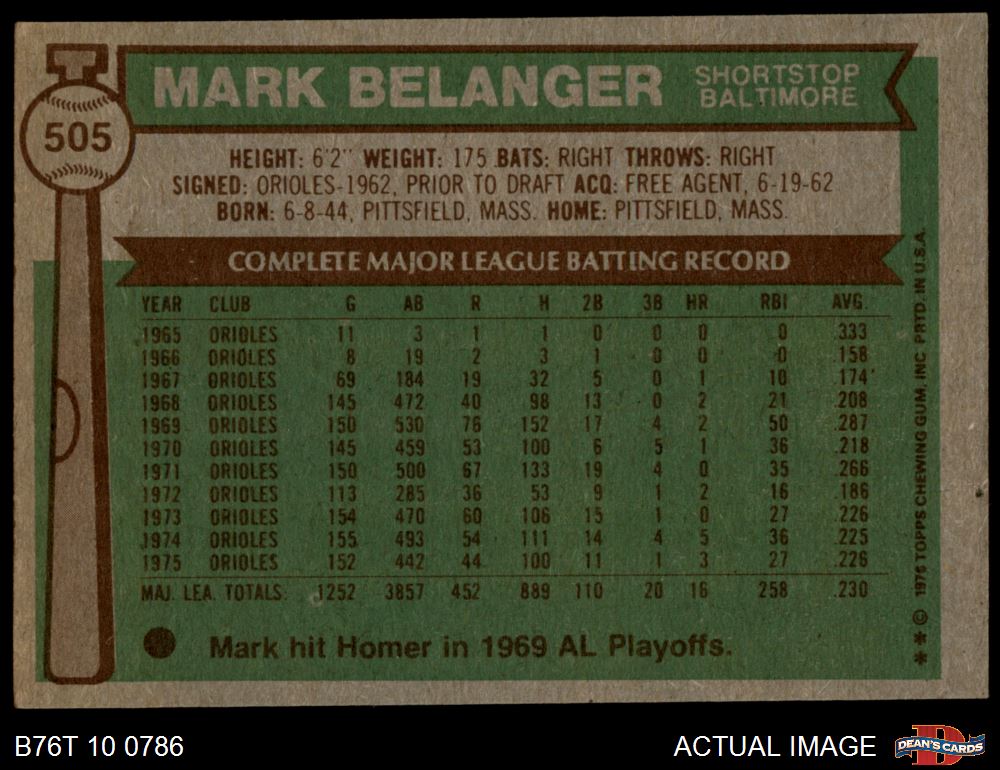 505
MARK BELANGER SHORTSTOP
BALTIMORE
HEIGHT: 6'2" WEIGHT: 175 BATS: RIGHT THROWS: RIGHT
SIGNED: ORIOLES-1962, PRIOR TO DRAFT ACQ: FREE AGENT, 6-19-62
BORN: 6-8-44, PITTSFIELD, MASS. HOME: PITTSFIELD, MASS.
COMPLETE MAJOR LEAGUE BATTING RECORD
YEAR CLUB G AB R H 2B 3B HR RBI AVG.
1965 ORIOLES 11 3 1 1 0 0 0 0 .333
1966 ORIOLES 8 19 2 3 1 0 0 0 .158
1967 ORIOLES 69 184 19 32 5 0 1 10 .174
1968 ORIOLES 145 472 40 98 13 0 2 21 .208
1969 ORIOLES 150 530 76 152 17 4 2 50 .287
1970 ORIOLES 145 459 53 100 6 5 1 36 .218
1971 ORIOLES 150 500 67 133 19 4 0 35 .266
1972 ORIOLES 113 285 36 53 9 1 2 16 .186
1973 ORIOLES 154 470 60 106 15 1 0 27 .226
1974 ORIOLES 155 493 54 111 14 4 5 36 .225
1975 ORIOLES 152 442 44 100 11 1 3 27 .226
MAJ. LEA. TOTALS 1252 3857 452 889 110 20 16 258 .230
Mark hit Homer in 1969 AL Playoffs.
** © 1976 TOPPS CHEWING GUM, INC. PRTD. IN U.S.A.
B76T 10 0786
ACTUAL IMAGE
D
DEAN'S CARDS